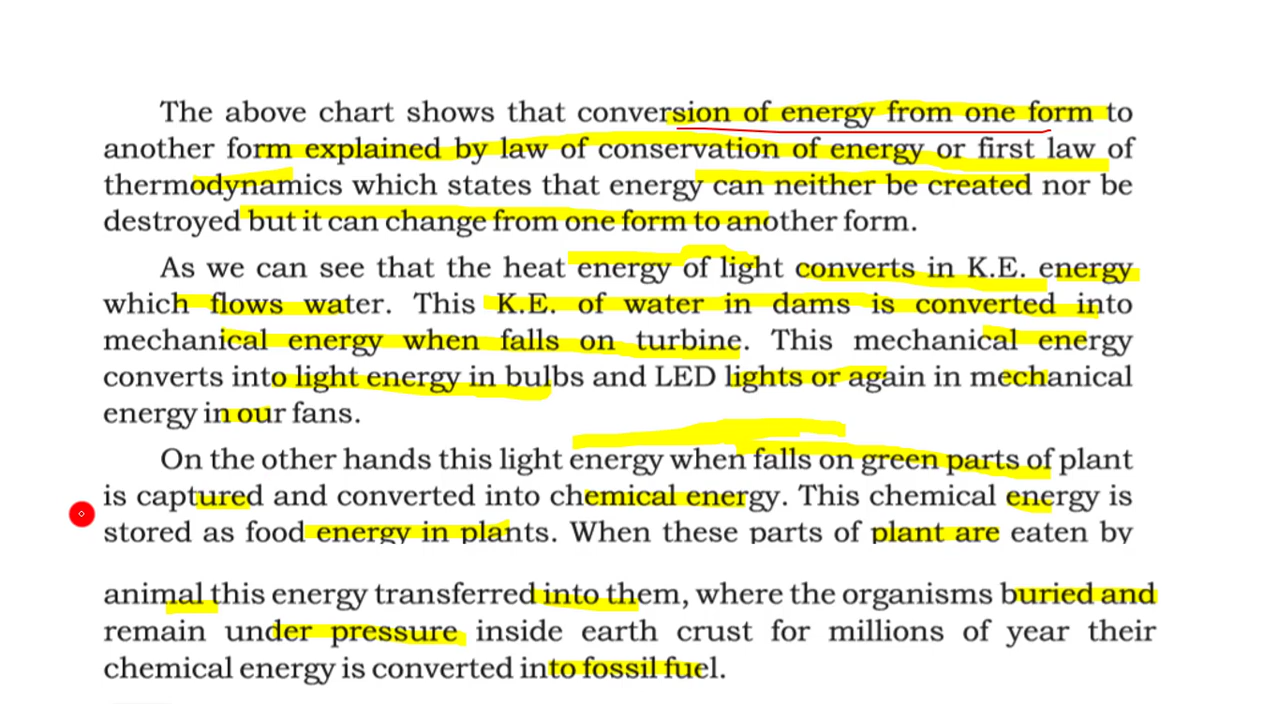 The above chart shows that conversion of energy from one form to
another form explained by law of conservation of energy or first law of
thermodynamics which states that energy can neither be created nor be
destroyed but it can change from one form to another form.
As we can see that the heat energy of light converts in K.E. energy
which flows water. This K.E. of water in dams is converted into
mechanical energy when falls on turbine. This mechanical energy
converts into light energy in bulbs and LED lights or again in mechanical
energy in our fans.
On the other hands this light energy when falls on green parts of plant
is captured and converted into chemical energy. This chemical energy is
stored as food energy in plants. When these parts of plant are eaten by
animal this energy transferred into them, where the organisms buried and
remain under pressure inside earth crust for millions of year their
chemical energy is converted into fossil fuel.